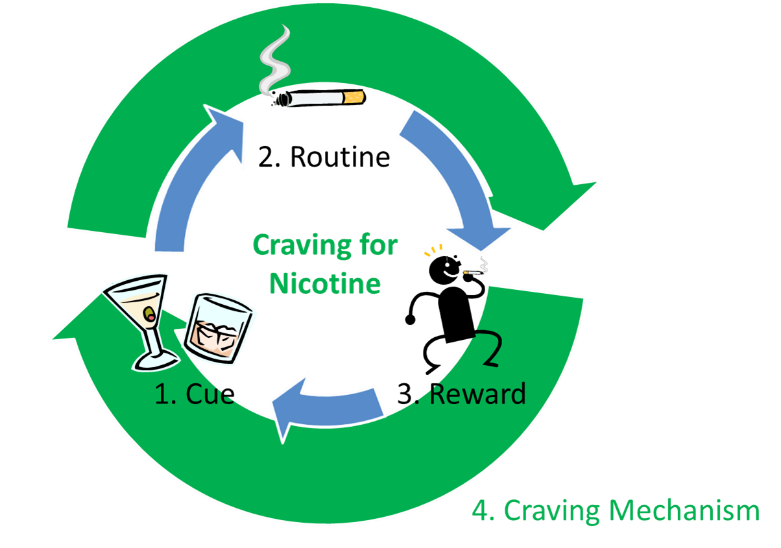 2. Routine
Craving for
Nicotine
1. Cue
3. Reward
4. Craving Mechanism